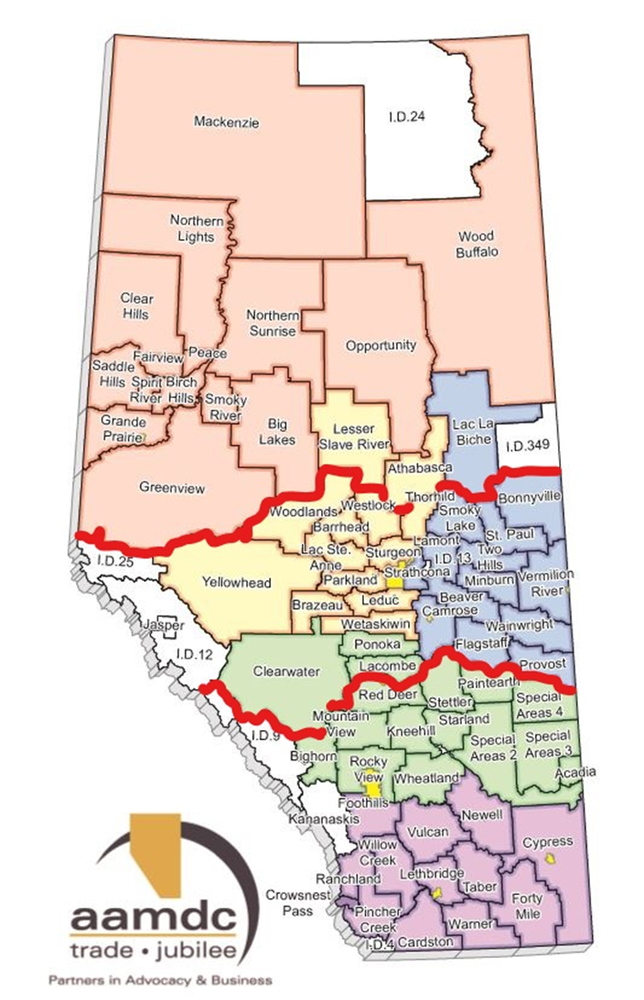 Mackenzie
I.D.24
Northern
Lights
Wood
Buffalo
Clear
Hills
Northern
Sunrise
Opportunity
Fairview
Peace
Saddle
Hills
Spirit
River
Birch
Hills
Smoky
River
Grande
Prairie
Big
Lakes
Lesser
Slave River
Lac La
Biche
I.D.349
Athabasca
Greenview
Woodlands
Westlock
Thorhild
Bonnyville
Barrhead
Smoky
Lake
St. Paul
Lamont
I.D.25
Lac Ste.
Anne
Sturgeon
I.D.13
Two
Hills
Strathcona
Parkland
Minburn
Vermilion
River
Yellowhead
Brazeau
Leduc
Beaver
Camrose
Jasper
Wetaskiwin
Wainwright
I.D.12
Ponoka
Flagstaff
Clearwater
Lacombe
Provost
Paintearth
Red Deer
Stettler
Special
Areas 4
Mountain
View
Starland
I.D.9
Kneehill
Special
Areas 2
Special
Areas 3
Bighorn
Rocky
View
Wheatland
Acadia
Foothills
Kananaskis
Newell
Vulcan
Cypress
Willow
Creek
Ranchland
Lethbridge
Taber
Crowsnest
Pass
Forty
Mile
Pincher
Creek
Warner
I.D.4
Cardston
aamdc
trade • jubilee
Partners in Advocacy & Business